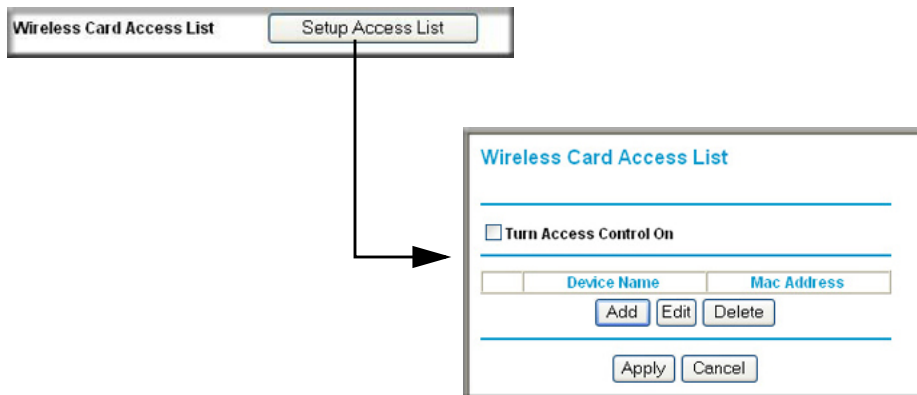 Wireless Card Access List Setup Access List
Wireless Card Access List
Turn Access Control On
Device Name Mac Address
Add Edit Delete
Apply Cancel